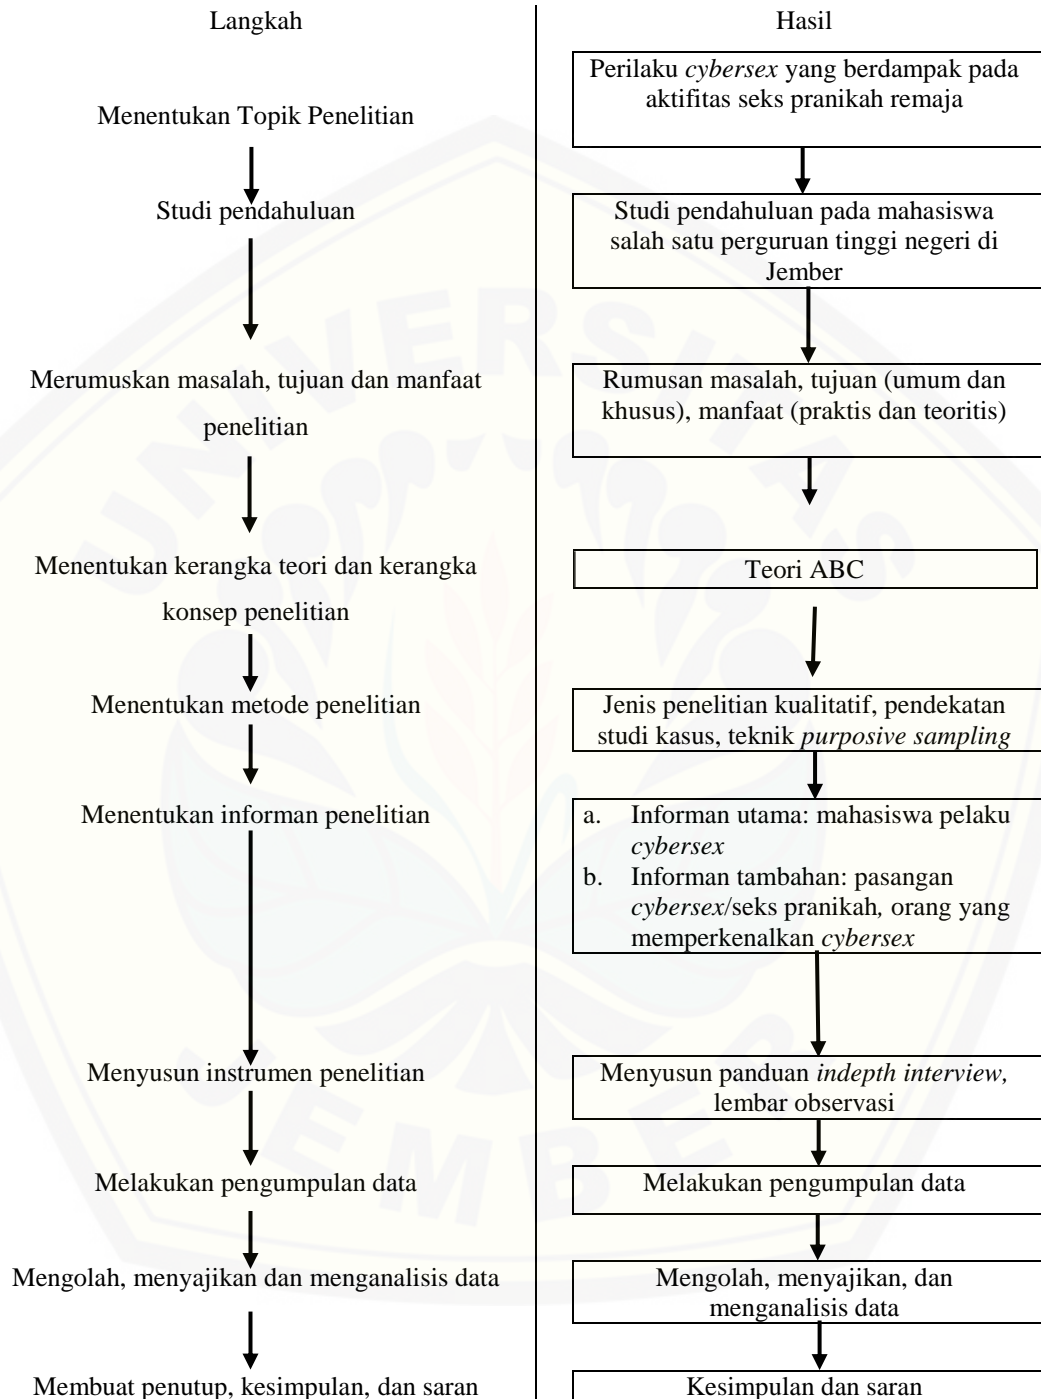 Langkah
Hasil
Menentukan Topik Penelitian
Perilaku cybersex yang berdampak pada
aktifitas seks pranikah remaja
Studi pendahuluan
Studi pendahuluan pada mahasiswa
salah satu perguruan tinggi negeri di
Jember
Merumuskan masalah, tujuan dan manfaat
penelitian
Rumusan masalah, tujuan (umum dan
khusus), manfaat (praktis dan teoritis)
Menentukan kerangka teori dan kerangka
konsep penelitian
Teori ABC
Menentukan metode penelitian
Jenis penelitian kualitatif, pendekatan
studi kasus, teknik purposive sampling
Menentukan informan penelitian
a. Informan utama: mahasiswa pelaku
cybersex
b. Informan tambahan: pasangan
cybersex/seks pranikah, orang yang
memperkenalkan cybersex
Menyusun instrumen penelitian
Menyusun panduan indepth interview,
lembar observasi
Melakukan pengumpulan data
Melakukan pengumpulan data
Mengolah, menyajikan dan menganalisis data
Mengolah, menyajikan, dan
menganalisis data
Membuat penutup, kesimpulan, dan saran
Kesimpulan dan saran
UNIVERSITAS
JEMBER